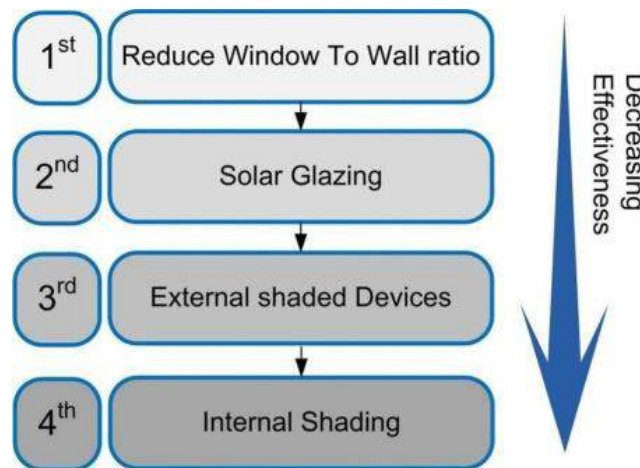 1st
Reduce Window To Wall ratio
2nd
Solar Glazing
3rd
External shaded Devices
4th
Internal Shading
Decreasing
Effectiveness